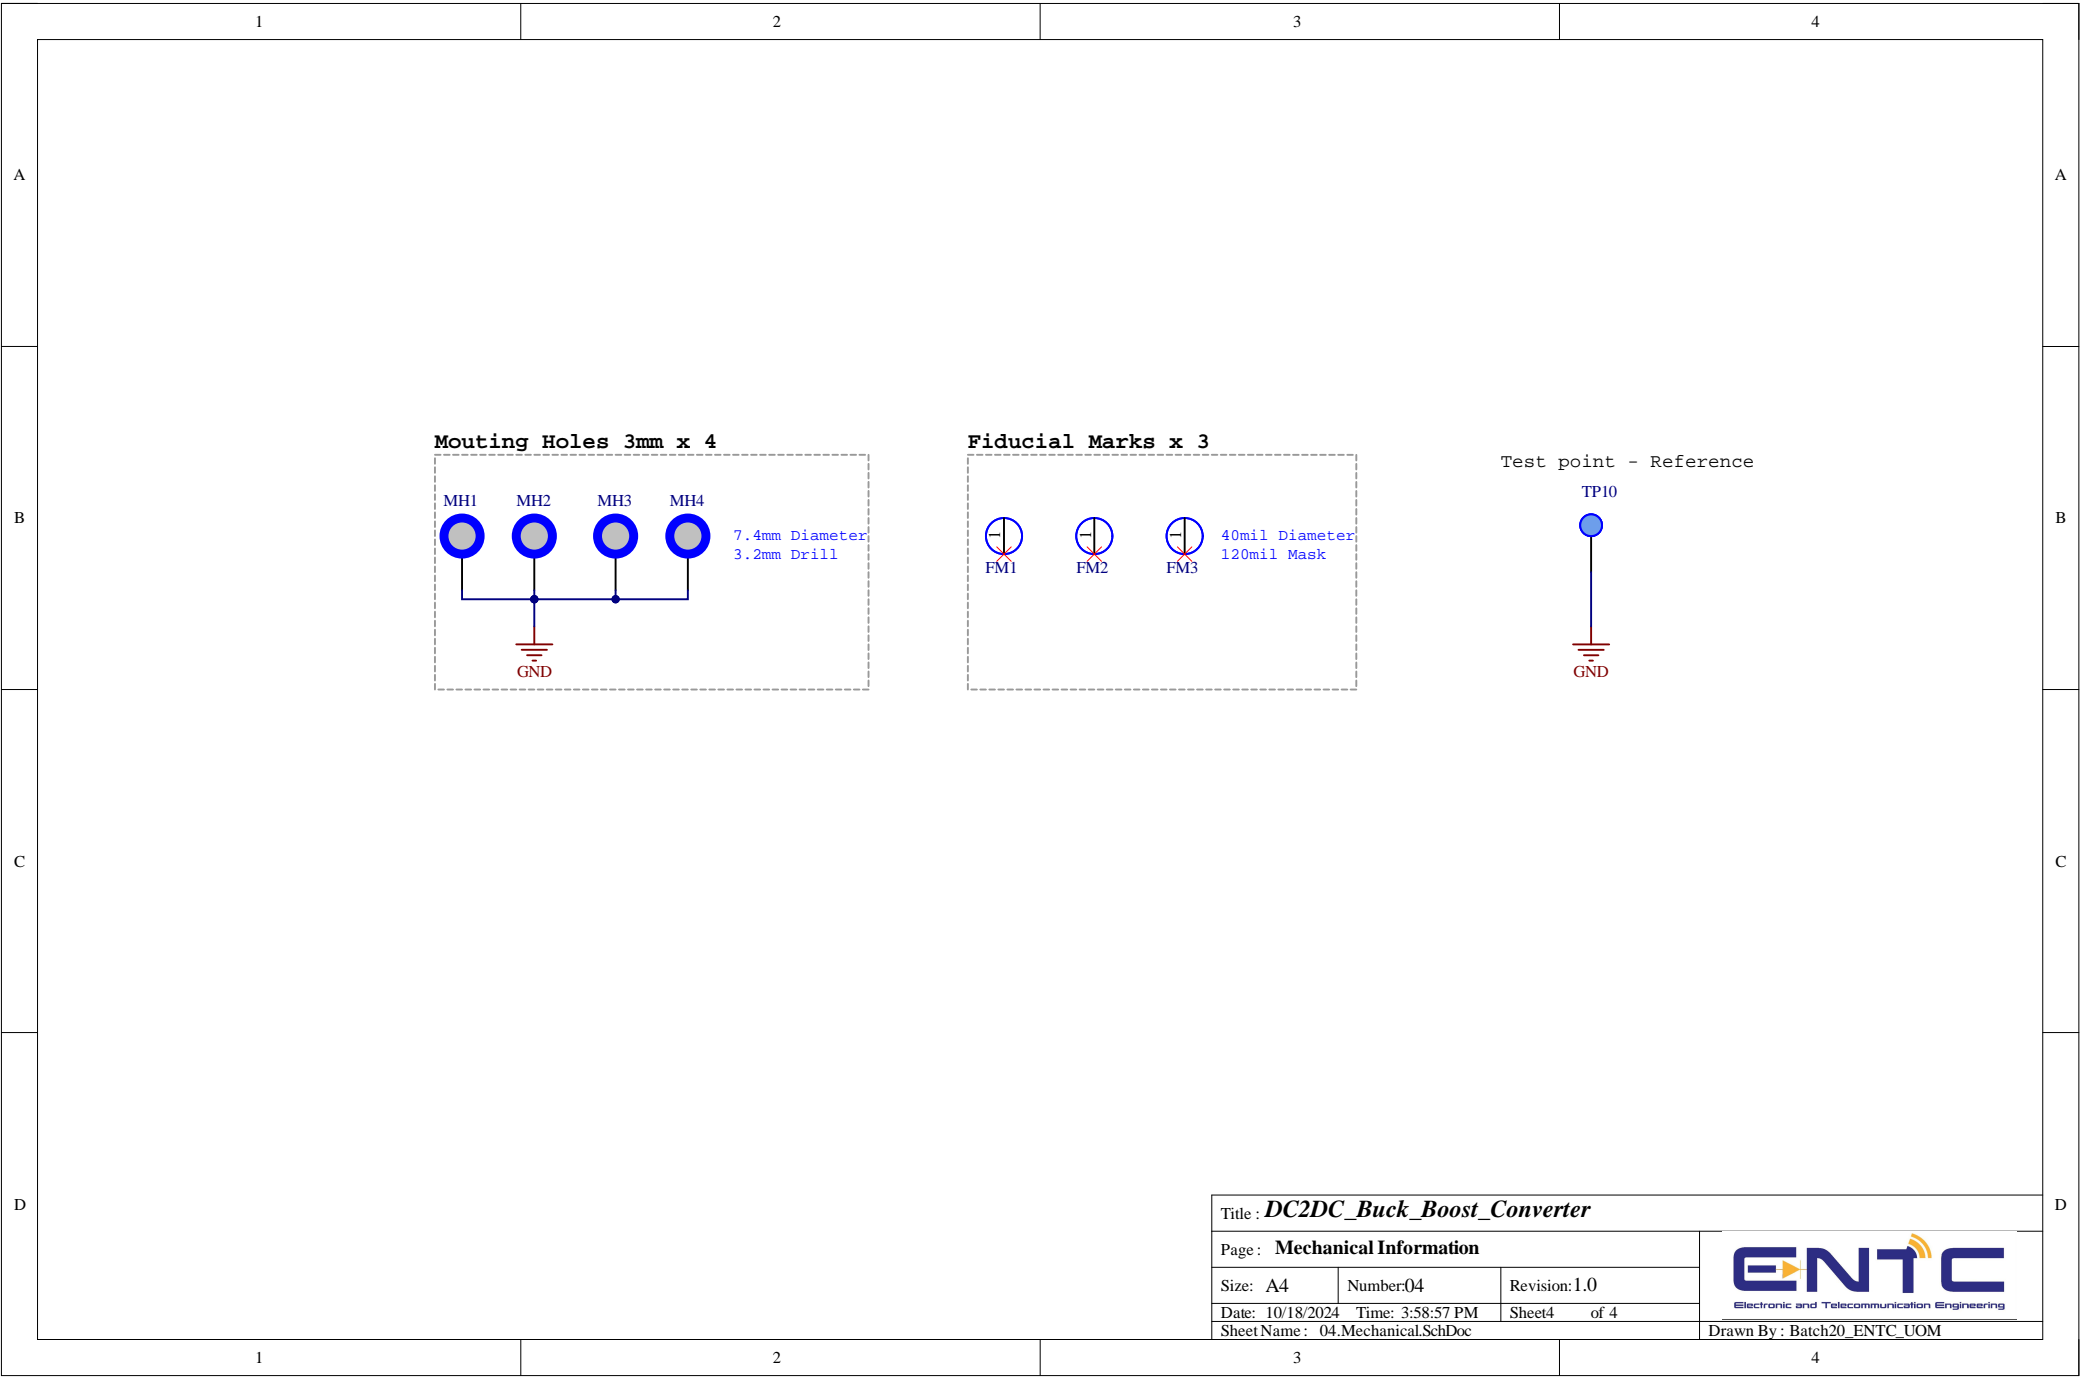 1 2 3 4
A A
Mouting Holes 3mm x 4
Fiducial Marks x 3
Test point - Reference
MH1 MH2 MH3 MH4
TP10
B B
7.4mm Diameter
3.2mm Drill
1 1 1
40mil Diameter
120mil Mask
FM1 FM2 FM3
GND
GND
C C
D D
Title : DC2DC_Buck_Boost_Converter
Page : Mechanical Information
Size: A4 Number:04 Revision:1.0
Date: 10/18/2024 Time: 3:58:57 PM Sheet4 of 4
Sheet Name : 04.Mechanical.SchDoc
ENTC
Electronic and Telecommunication Engineering
Drawn By : Batch20_ENTC_UOM
1 2 3 4